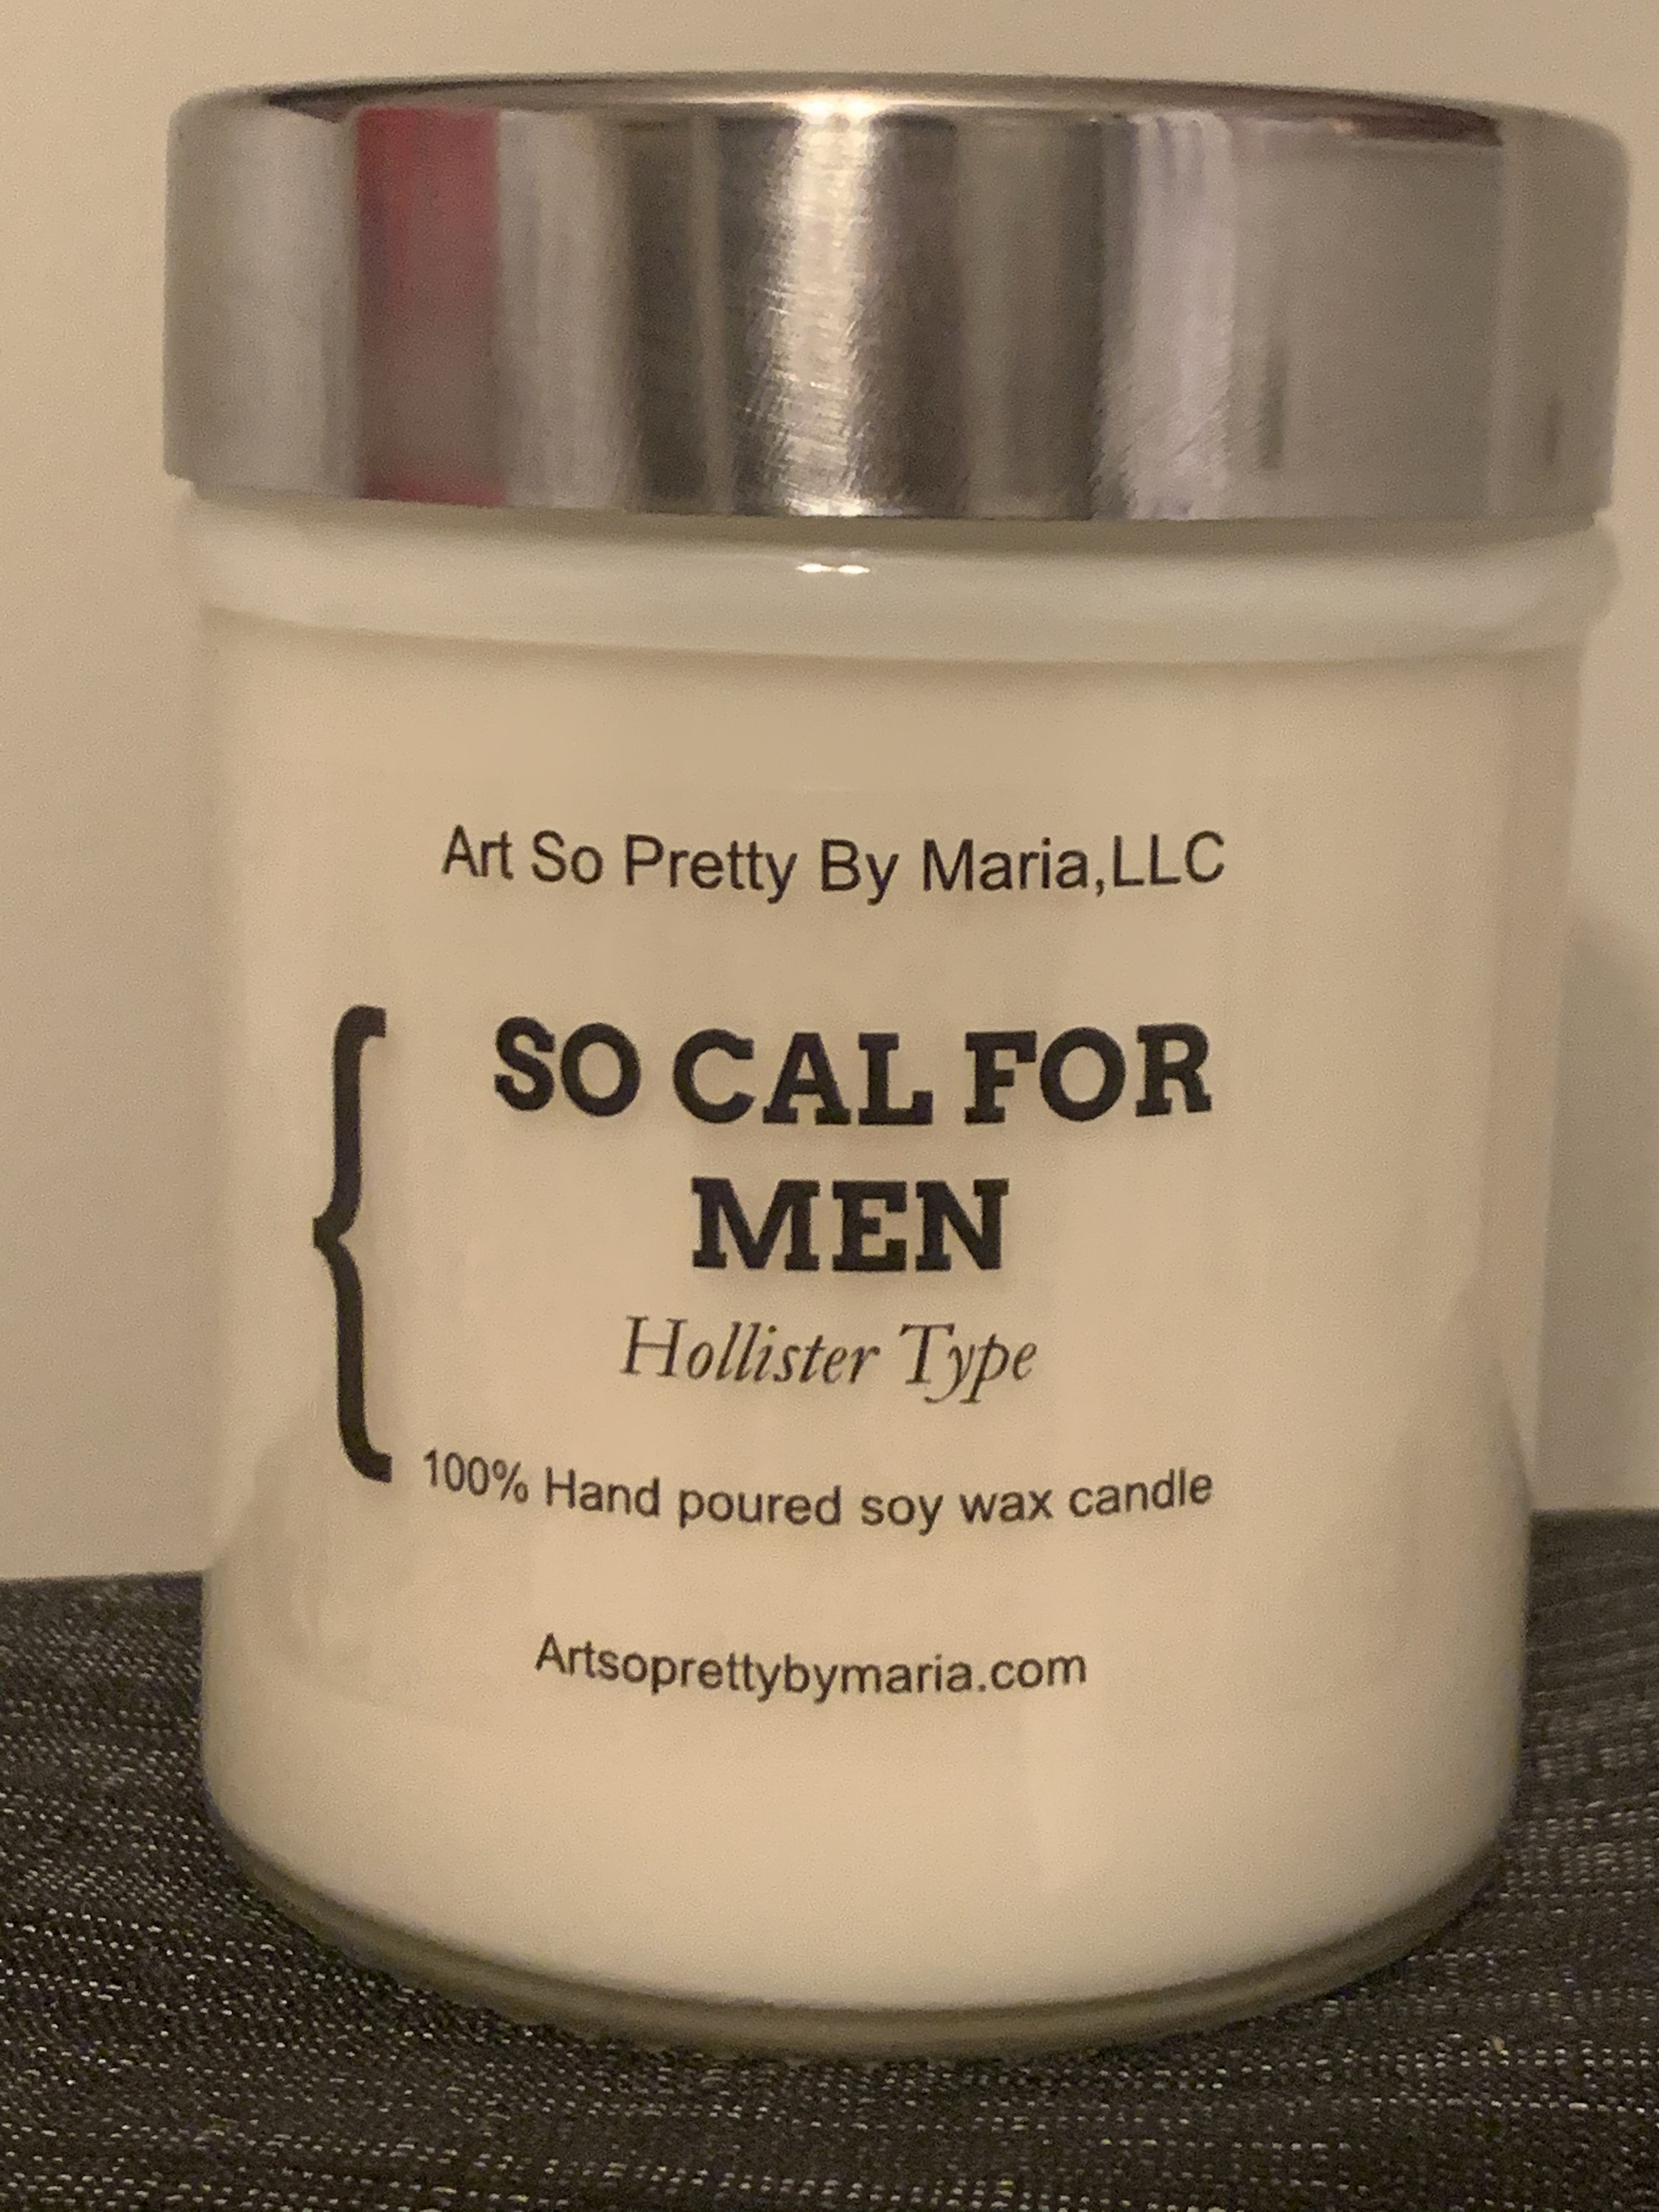 Art So Pretty By Maria,LLC
{
SO CAL FOR
MEN
Hollister Type
100% Hand poured soy wax candle
Artsoprettybymaria.com